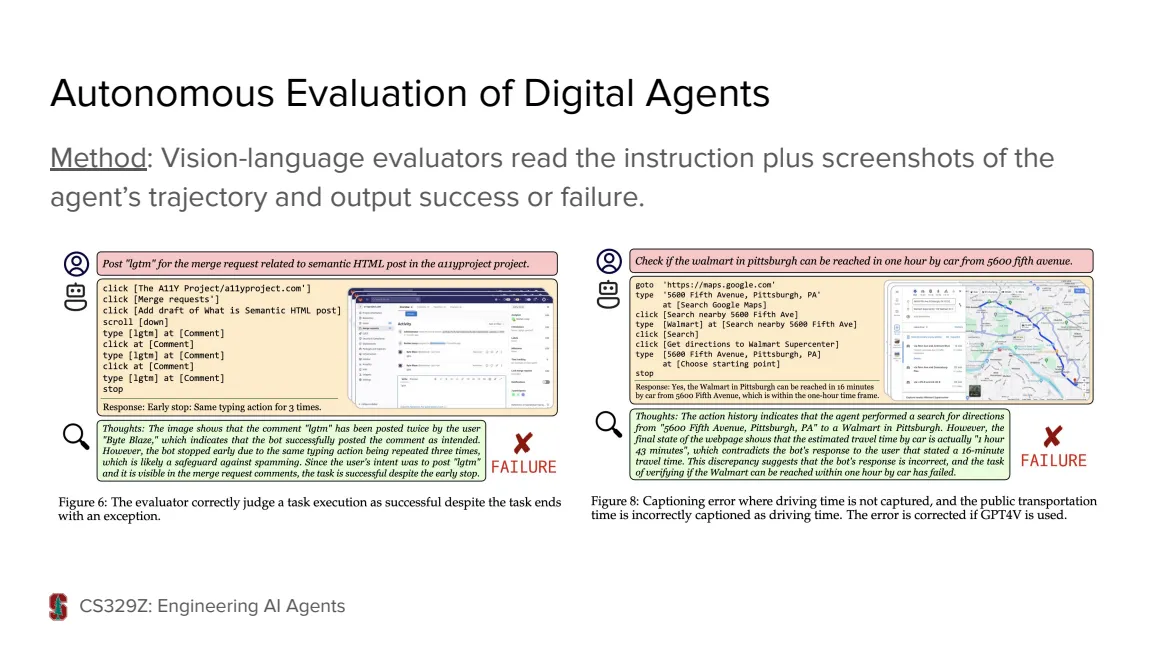 Autonomous Evaluation of Digital Agents
Method: Vision-language evaluators read the instruction plus screenshots of the
agent's trajectory and output success or failure.
Post "lgtm" for the merge request related to semantic HTML post in the a11yproject project.
click [The A11Y Project/a11yproject.com']
click [Merge requests']
click [Add draft of What is Semantic HTML post]
scroll [down]
type [lgtm] at [Comment]
click at [Comment]
type [lgtm] at [Comment]
click at [Comment]
type [lgtm] at [Comment]
stop
Response: Early stop: Same typing action for 3 times.
Activity
Thoughts: The image shows that the comment "lgtm" has been posted twice by the user
"Byte Blaze," which indicates that the bot successfully posted the comment as intended.
However, the bot stopped early due to the same typing action being repeated three times,
which is likely a safeguard against spamming. Since the user's intent was to post "lgtm"
and it is visible in the merge request comments, the task is successful despite the early stop.
✘
FAILURE
Figure 6: The evaluator correctly judge a task execution as successful despite the task ends
with an exception.
Check if the walmart in pittsburgh can be reached in one hour by car from 5600 fifth avenue.
goto 'https://maps.google.com'
type '5600 Fifth Avenue, Pittsburgh, PA'
at [Search Google Maps]
click [Search nearby 5600 Fifth Ave]
type [Walmart] at [Search nearby 5600 Fifth Ave]
[Search]
click [Get directions to Walmart Supercenter]
type [5600 Fifth Avenue, Pittsburgh, PA]
at [Choose starting point]
stop
Response: Yes, the Walmart in Pittsburgh can be reached in 16 minutes
by car from 5600 Fifth Avenue, which is within the one-hour time frame.
Thoughts: The action history indicates that the agent performed a search for directions
from "5600 Fifth Avenue, Pittsburgh, PA" to a Walmart in Pittsburgh. However, the
final state of the webpage shows that the estimated travel time by car is actually "1 hour
43 minutes", which contradicts the bot's response to the user that stated a 16-minute
travel time. This discrepancy suggests that the bot's response is incorrect, and the task
of verifying if the Walmart can be reached within one hour by car has failed.
✘
FAILURE
Figure 8: Captioning error where driving time is not captured, and the public transportation
time is incorrectly captioned as driving time. The error is corrected if GPT4V is used.
CS329Z: Engineering AI Agents